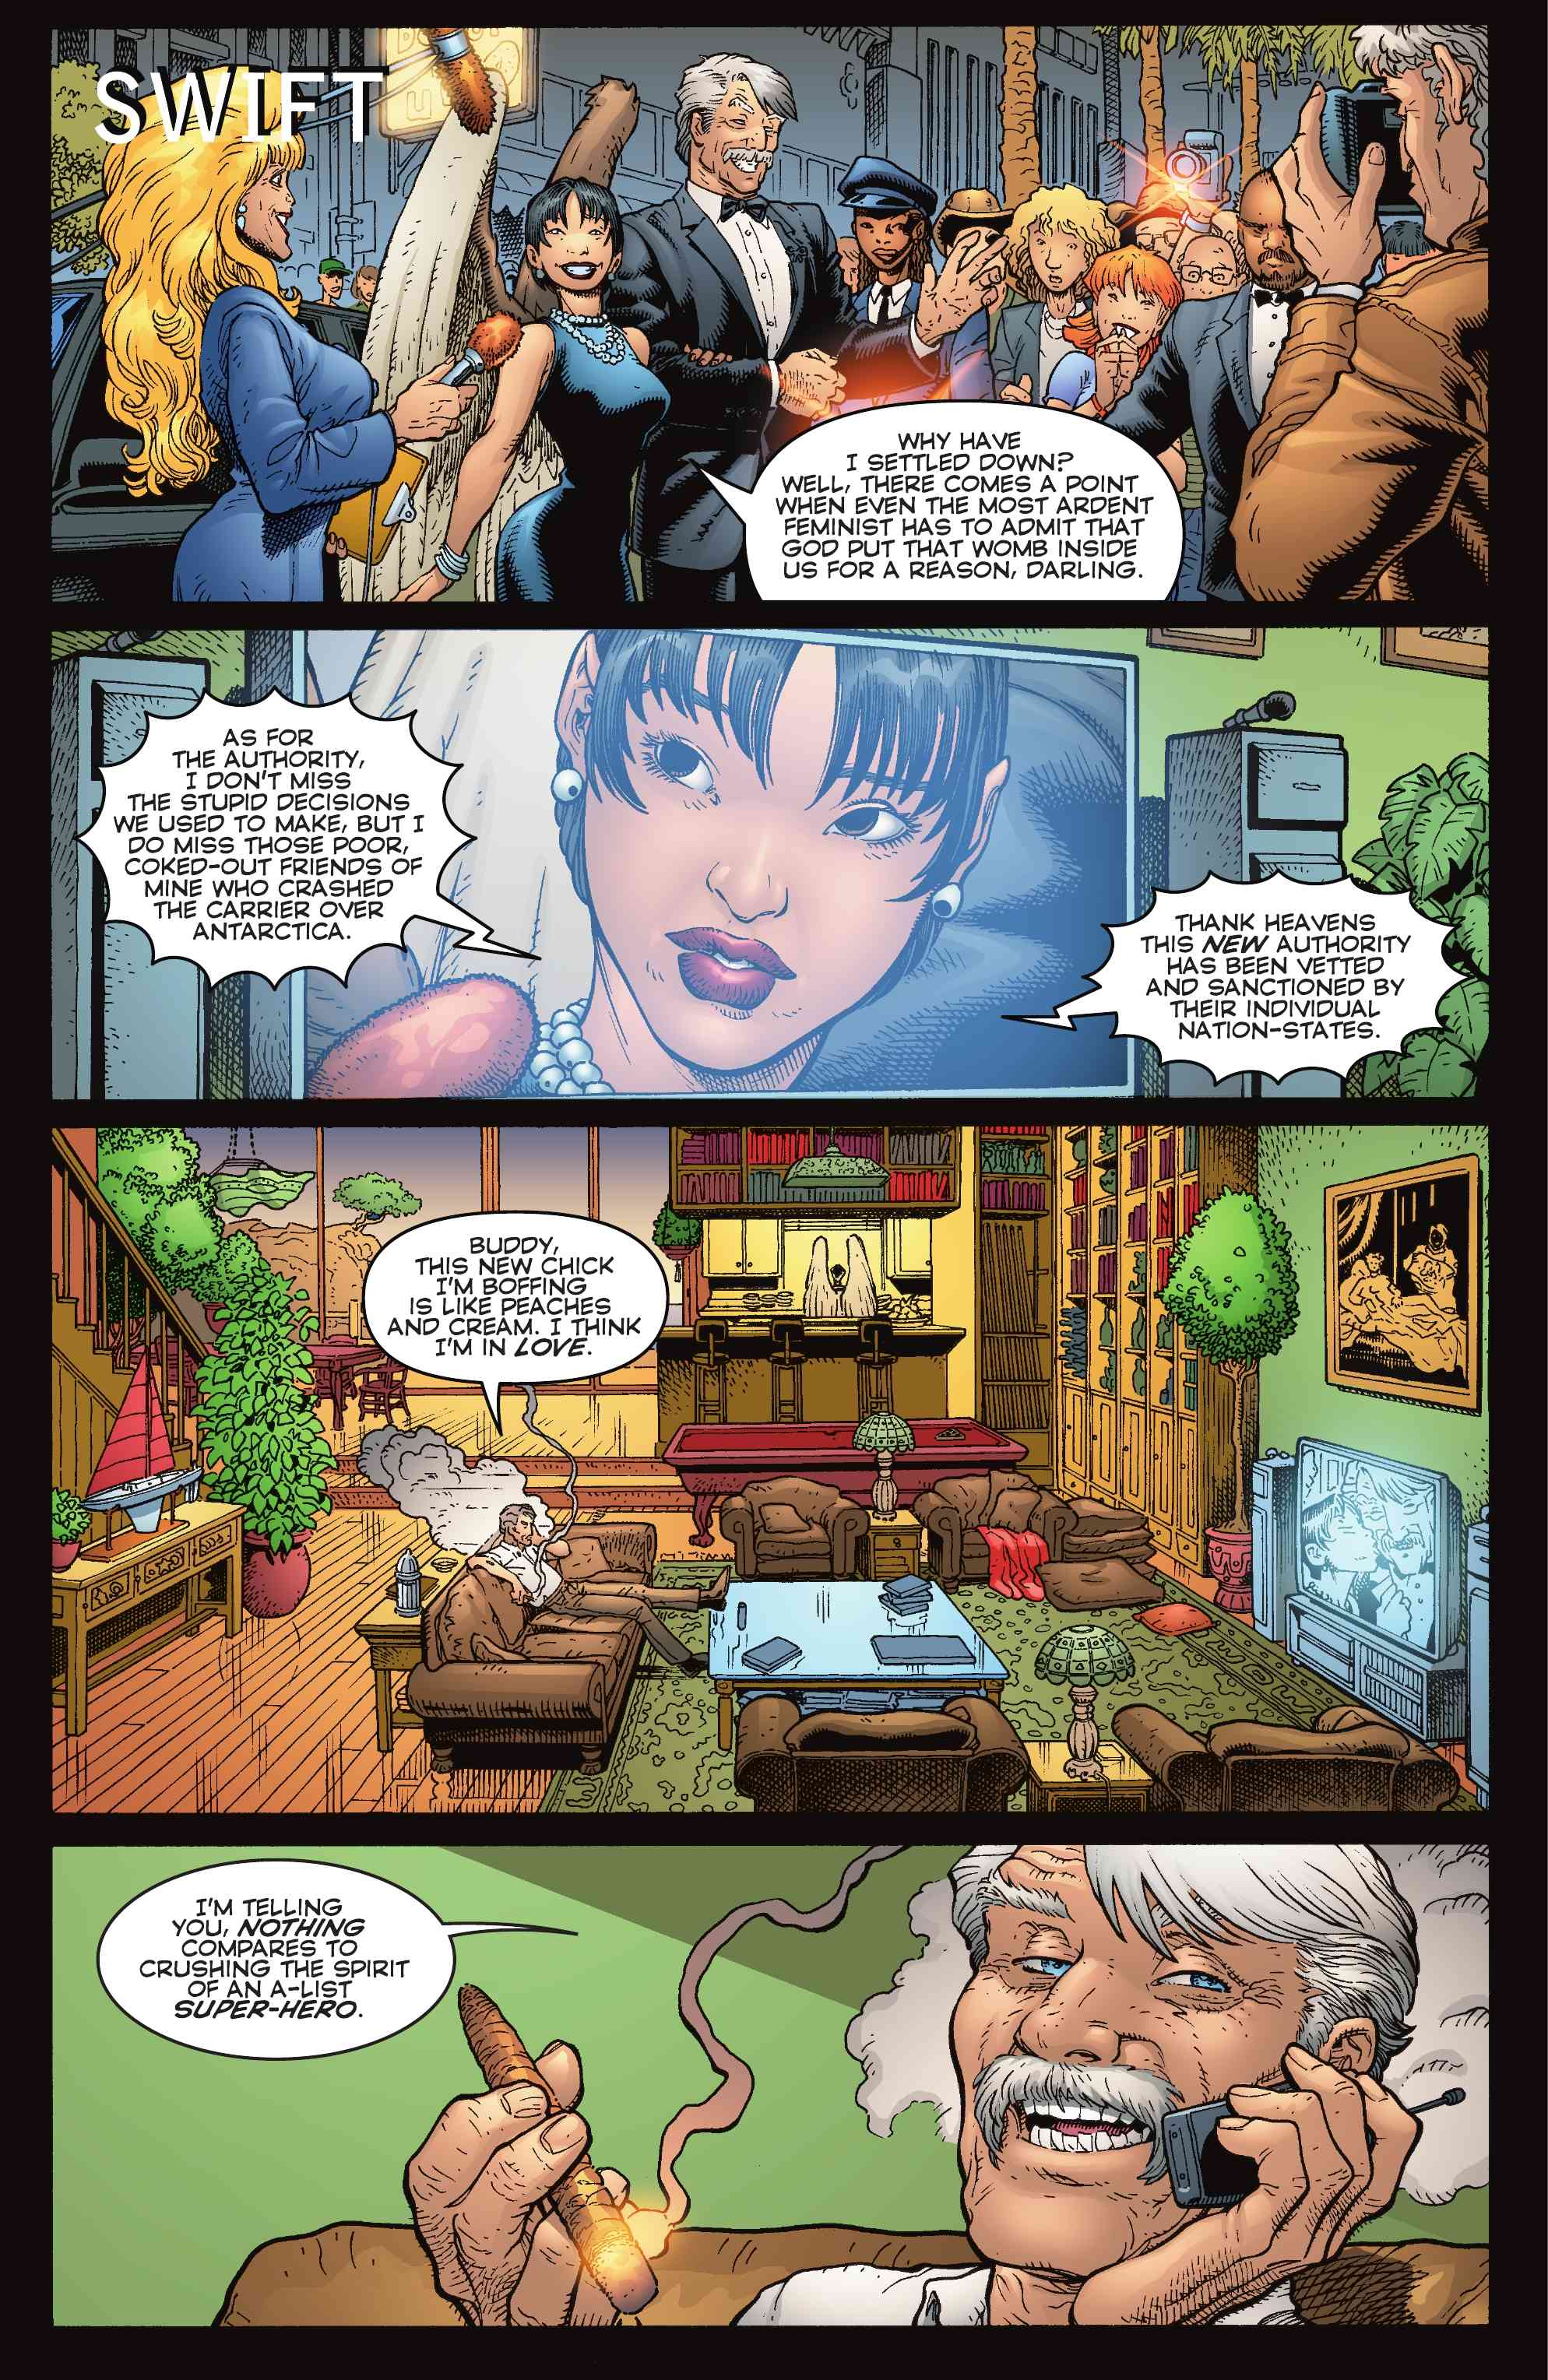 SWIFT
WHY HAVE
I SETTLED DOWN?
WELL, THERE COMES A POINT
WHEN EVEN THE MOST ARDENT
FEMINIST HAS TO ADMIT THAT
GOD PUT THAT WOMB INSIDE
US FOR A REASON, DARLING.
AS FOR
THE AUTHORITY,
I DON'T MISS
THE STUPID DECISIONS
WE USED TO MAKE, BUT I
DO MISS THOSE POOR,
COKED-OUT FRIENDS OF
MINE WHO CRASHED
THE CARRIER OVER
ANTARCTICA.
THANK HEAVENS
THIS NEW AUTHORITY
HAS BEEN VETTED
AND SANCTIONED BY
THEIR INDIVIDUAL
NATION-STATES.
BUDDY,
THIS NEW CHICK
I'M BOFFING
IS LIKE PEACHES
AND CREAM. I THINK
I'M IN LOVE.
I'M TELLING
YOU, NOTHING
COMPARES TO
CRUSHING THE SPIRIT
OF AN A-LIST
SUPER-HERO.